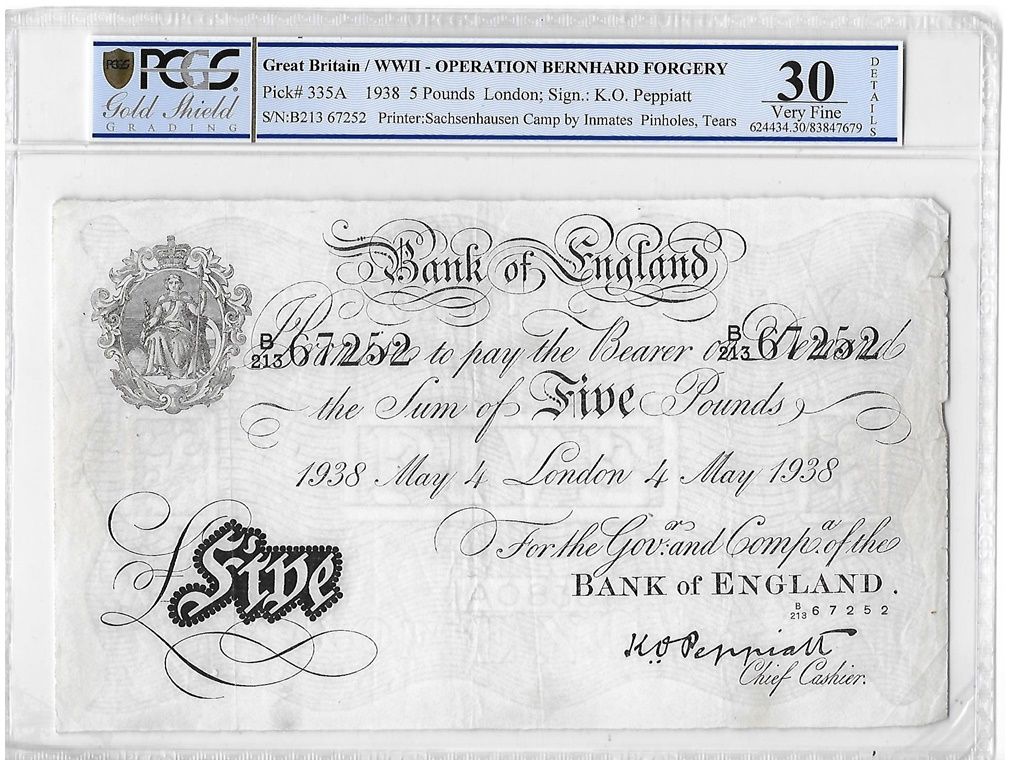 PCGS
Gold Shield
GRADING
Great Britain / WWII - OPERATION BERNHARD FORGERY
Pick# 335A 1938 5 Pounds London; Sign.: K.O. Peppiatt
S/N:B213 67252 Printer:Sachsenhausen Camp by Inmates Pinholes, Tears
30
Very Fine
624434.30/83847679
DETAILS
Bank of England
I Promise to pay the Bearer on Demand
B 213 67252 B 213 67252
the Sum of Five Pounds
1938 May 4 London 4 May 1938
For the Govr. and Compa. of the
BANK of ENGLAND.
B 213 67252
£Five
K.O Peppiatt
Chief Cashier.